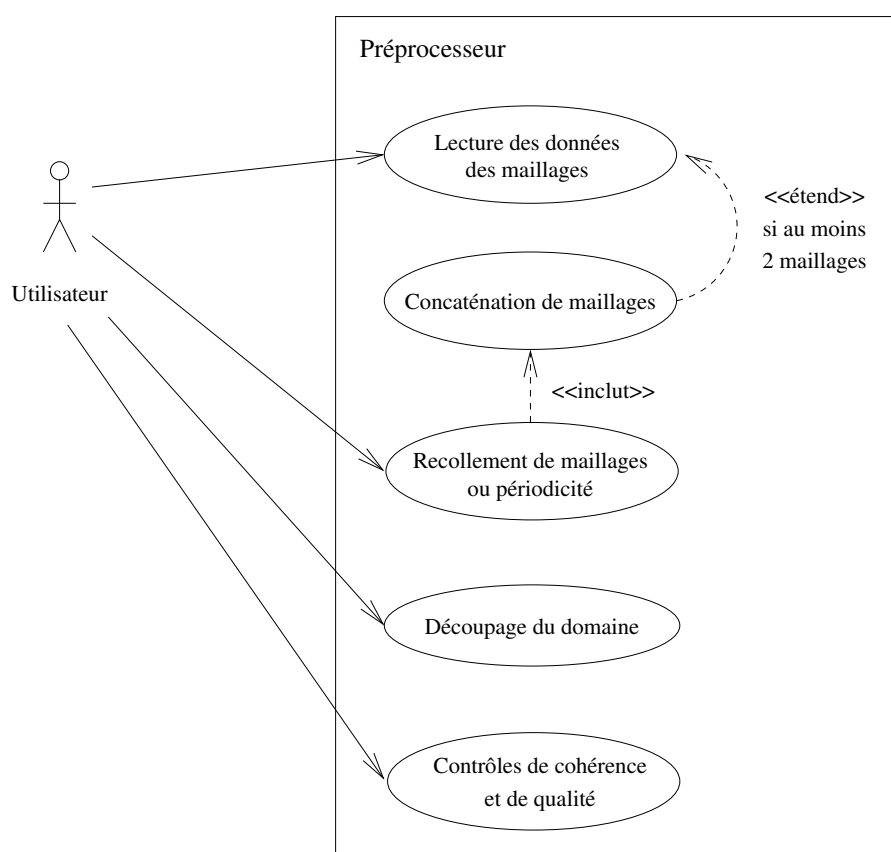 Préprocesseur
Lecture des données
des maillages
<<étend>>
si au moins
2 maillages
Utilisateur
Concaténation de maillages
<<inclut>>
Recollement de maillages
ou périodicité
Découpage du domaine
Contrôles de cohérence
et de qualité